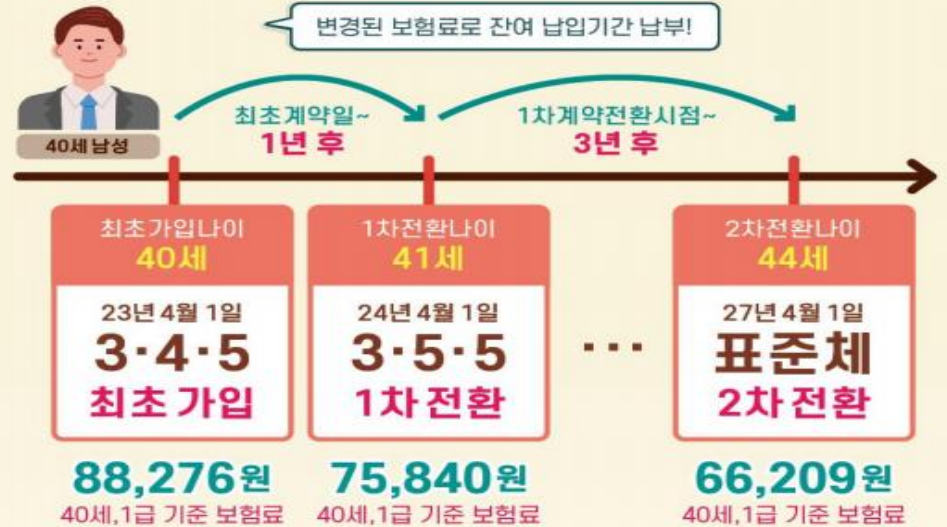 변경된 보험료로 잔여 납입기간 납부!
40세 남성
최초계약일~
1년 후
1차계약전환시점~
3년 후
최초가입나이
40세
23년 4월 1일
3·4·5
최초 가입
88,276원
40세,1급 기준 보험료
1차전환나이
41세
24년 4월 1일
3·5·5
1차 전환
75,840원
40세,1급 기준 보험료
...
2차전환나이
44세
27년 4월 1일
표준체
2차 전환
66,209원
40세,1급 기준 보험료